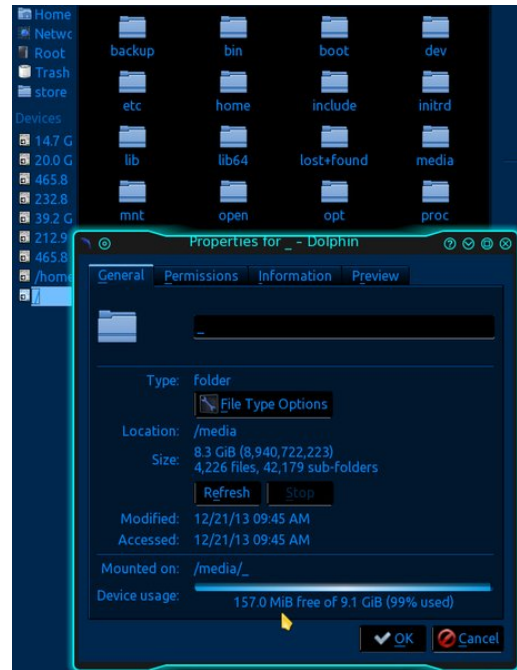 Home
Netwc
Root
Trash
store
Devices
14.7 G
20.0 G
465.8
232.8
39.2 G
212.9
465.8
/home
/
backup bin boot dev
etc home include initrd
lib lib64 lost+found media
mnt open opt proc
Properties for _ – Dolphin
General Permissions Information Preview
_
Type: folder
File Type Options
Location: /media
Size: 8.3 GiB (8,940,722,223)
4,226 files, 42,179 sub-folders
Refresh Stop
Modified: 12/21/13 09:45 AM
Accessed: 12/21/13 09:45 AM
Mounted on: /media/_
Device usage: 157.0 MiB free of 9.1 GiB (99% used)
OK Cancel